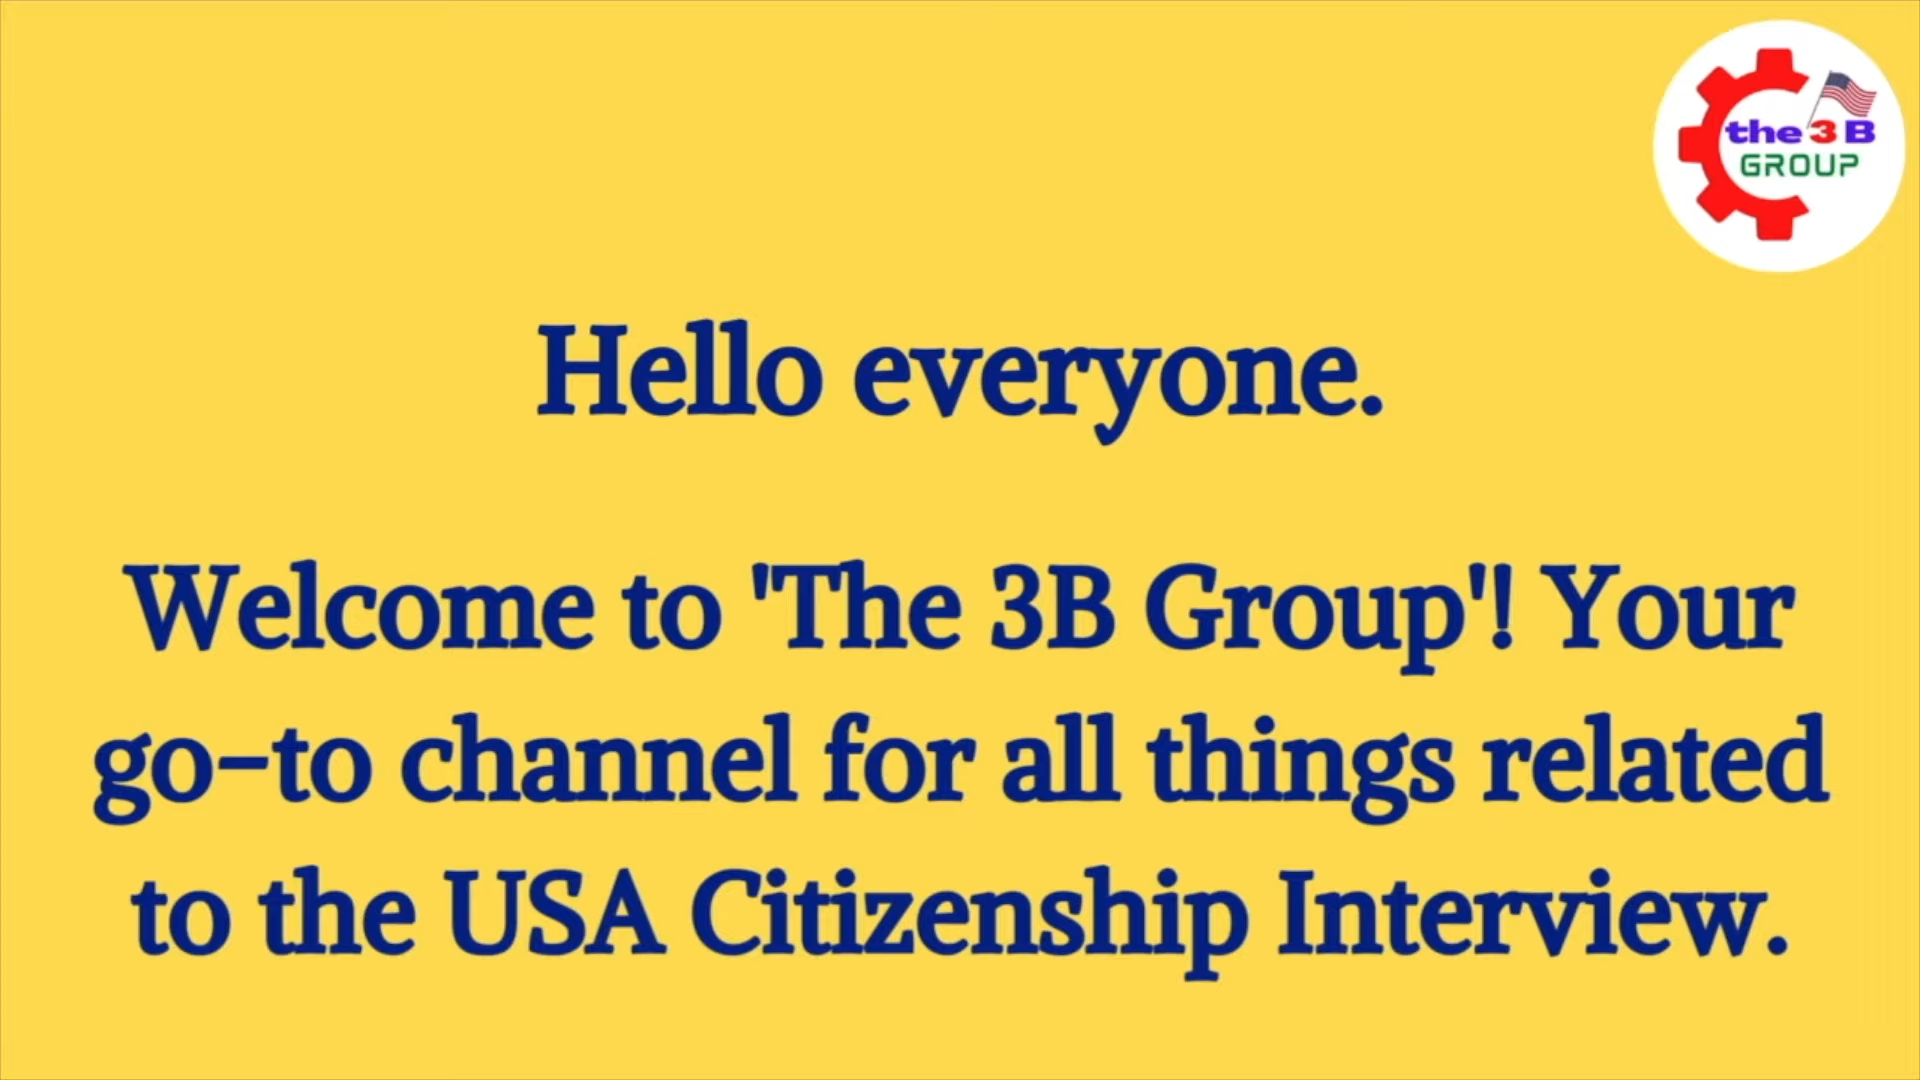 the 3 B
GROUP
Hello everyone.
Welcome to 'The 3B Group'! Your
go-to channel for all things related
to the USA Citizenship Interview.